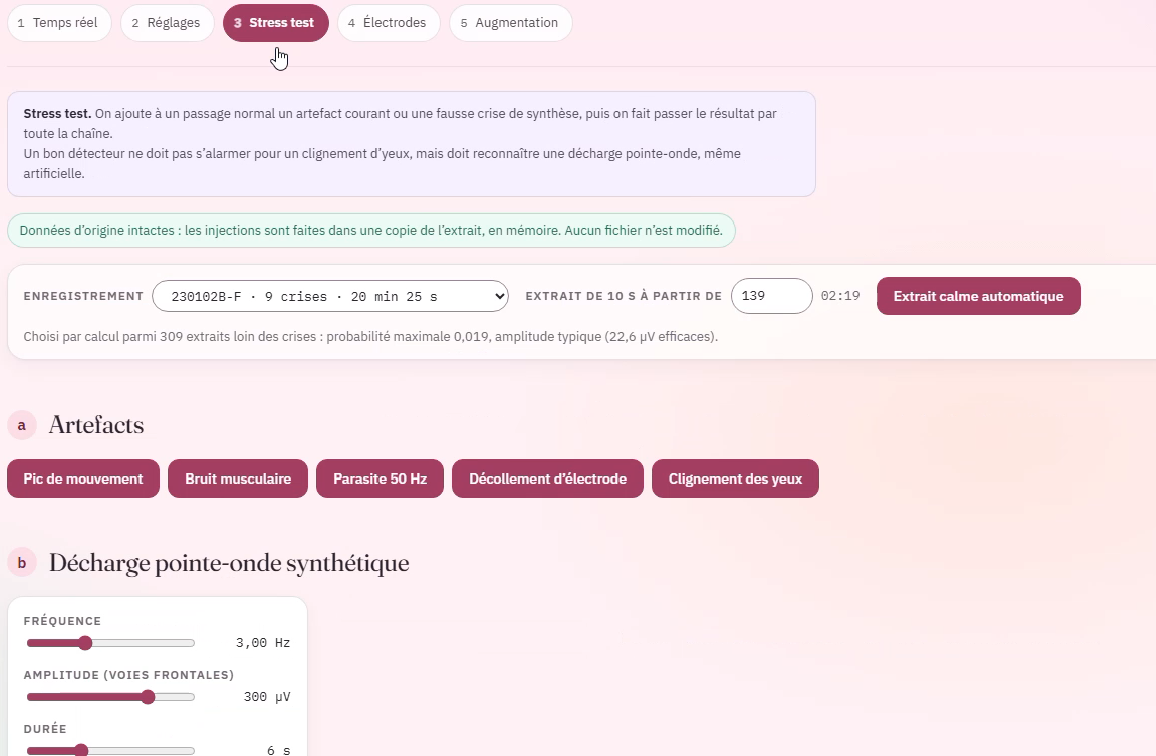 1 Temps réel 2 Réglages 3 Stress test 4 Électrodes 5 Augmentation
Stress test. On ajoute à un passage normal un artefact courant ou une fausse crise de synthèse, puis on fait passer le résultat par
toute la chaîne.
Un bon détecteur ne doit pas s’alarmer pour un clignement d’yeux, mais doit reconnaître une décharge pointe-onde, même
artificielle.
Données d’origine intactes : les injections sont faites dans une copie de l’extrait, en mémoire. Aucun fichier n’est modifié.
ENREGISTREMENT 230102B-F · 9 crises · 20 min 25 s EXTRAIT DE 10 S À PARTIR DE 139 02:19 Extrait calme automatique
Choisi par calcul parmi 309 extraits loin des crises : probabilité maximale 0,019, amplitude typique (22,6 µV efficaces).
a Artefacts
Pic de mouvement Bruit musculaire Parasite 50 Hz Décollement d’électrode Clignement des yeux
b Décharge pointe-onde synthétique
FRÉQUENCE
3,00 Hz
AMPLITUDE (VOIES FRONTALES)
300 µV
DURÉE
6 s